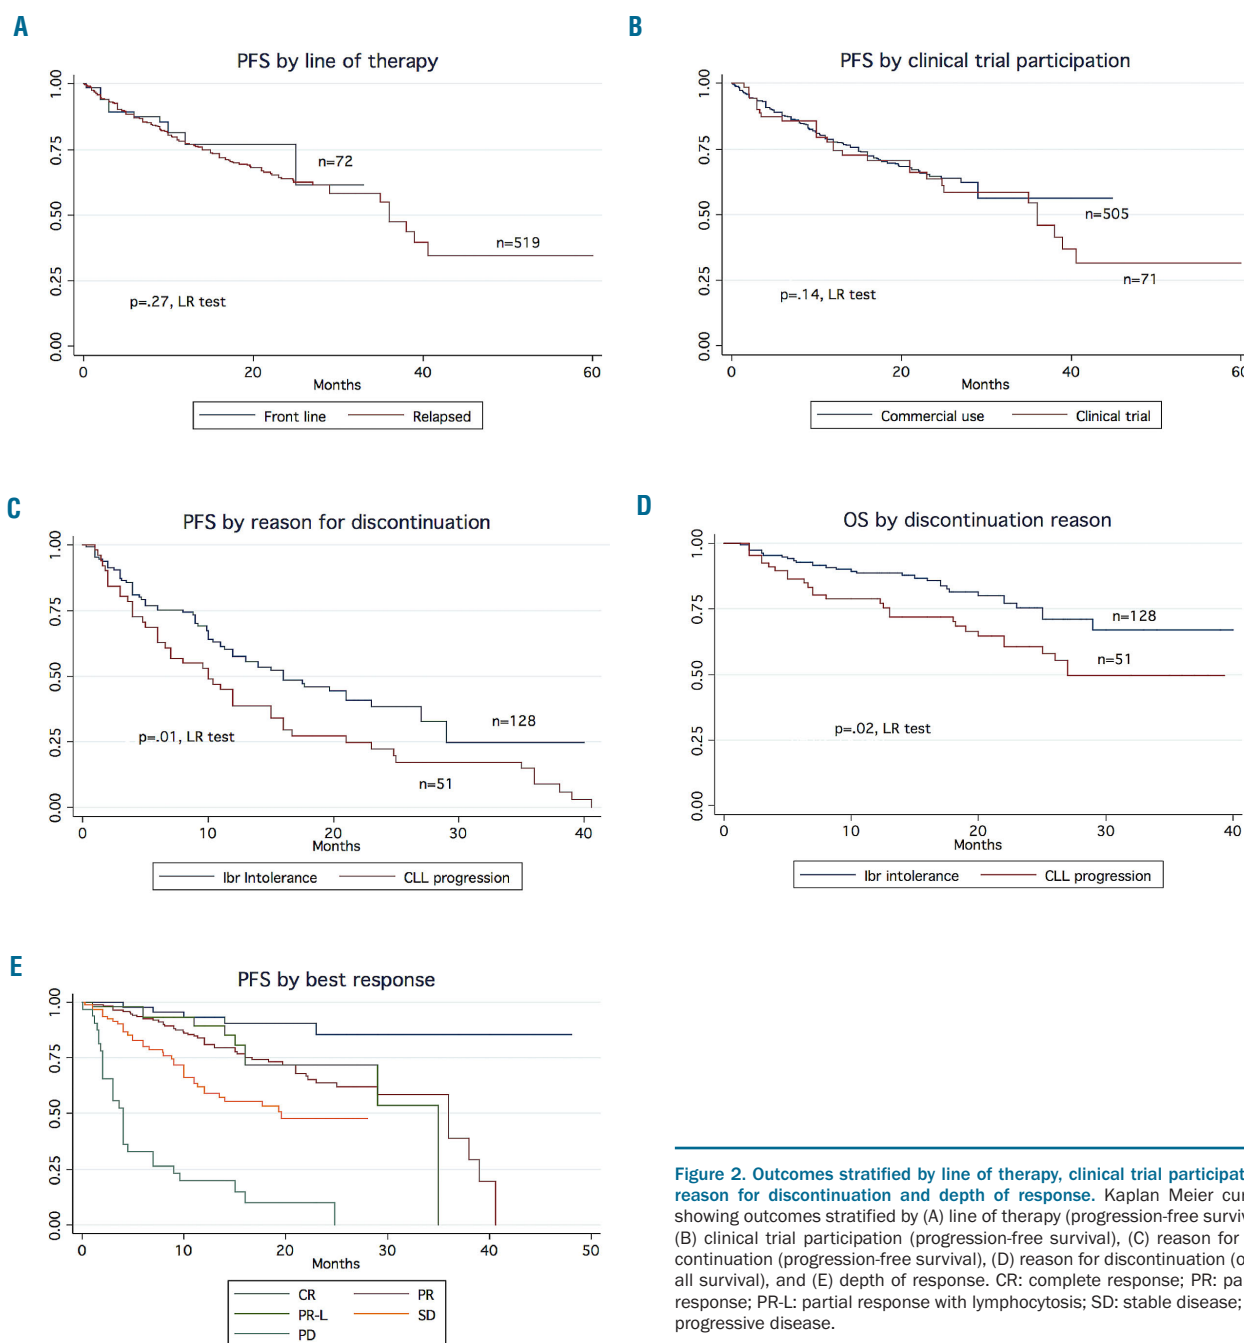 A
PFS by line of therapy
1.00
0.75
0.50
0.25
0.00
n=72
n=519
p=.27, LR test
0 20 40 60
Months
Front line Relapsed
B
PFS by clinical trial participation
1.00
0.75
0.50
0.25
0.00
n=505
n=71
p=.14, LR test
0 20 40 60
Months
Commercial use Clinical trial
C
PFS by reason for discontinuation
1.00
0.75
0.50
0.25
0.00
n=128
p=.01, LR test
n=51
0 10 20 30 40
Months
Ibr Intolerance CLL progression
D
OS by discontinuation reason
1.00
0.75
0.50
0.25
0.00
n=128
n=51
p=.02, LR test
0 10 20 30 40
Months
Ibr intolerance CLL progression
E
PFS by best response
1.00
0.75
0.50
0.25
0.00
0 10 20 30 40 50
Months
CR PR
PR-L SD
PD
Figure 2. Outcomes stratified by line of therapy, clinical trial participat
reason for discontinuation and depth of response. Kaplan Meier cur
showing outcomes stratified by (A) line of therapy (progression-free surviv
(B) clinical trial participation (progression-free survival), (C) reason for
continuation (progression-free survival), (D) reason for discontinuation (o
all survival), and (E) depth of response. CR: complete response; PR: pa
response; PR-L: partial response with lymphocytosis; SD: stable disease;
progressive disease.